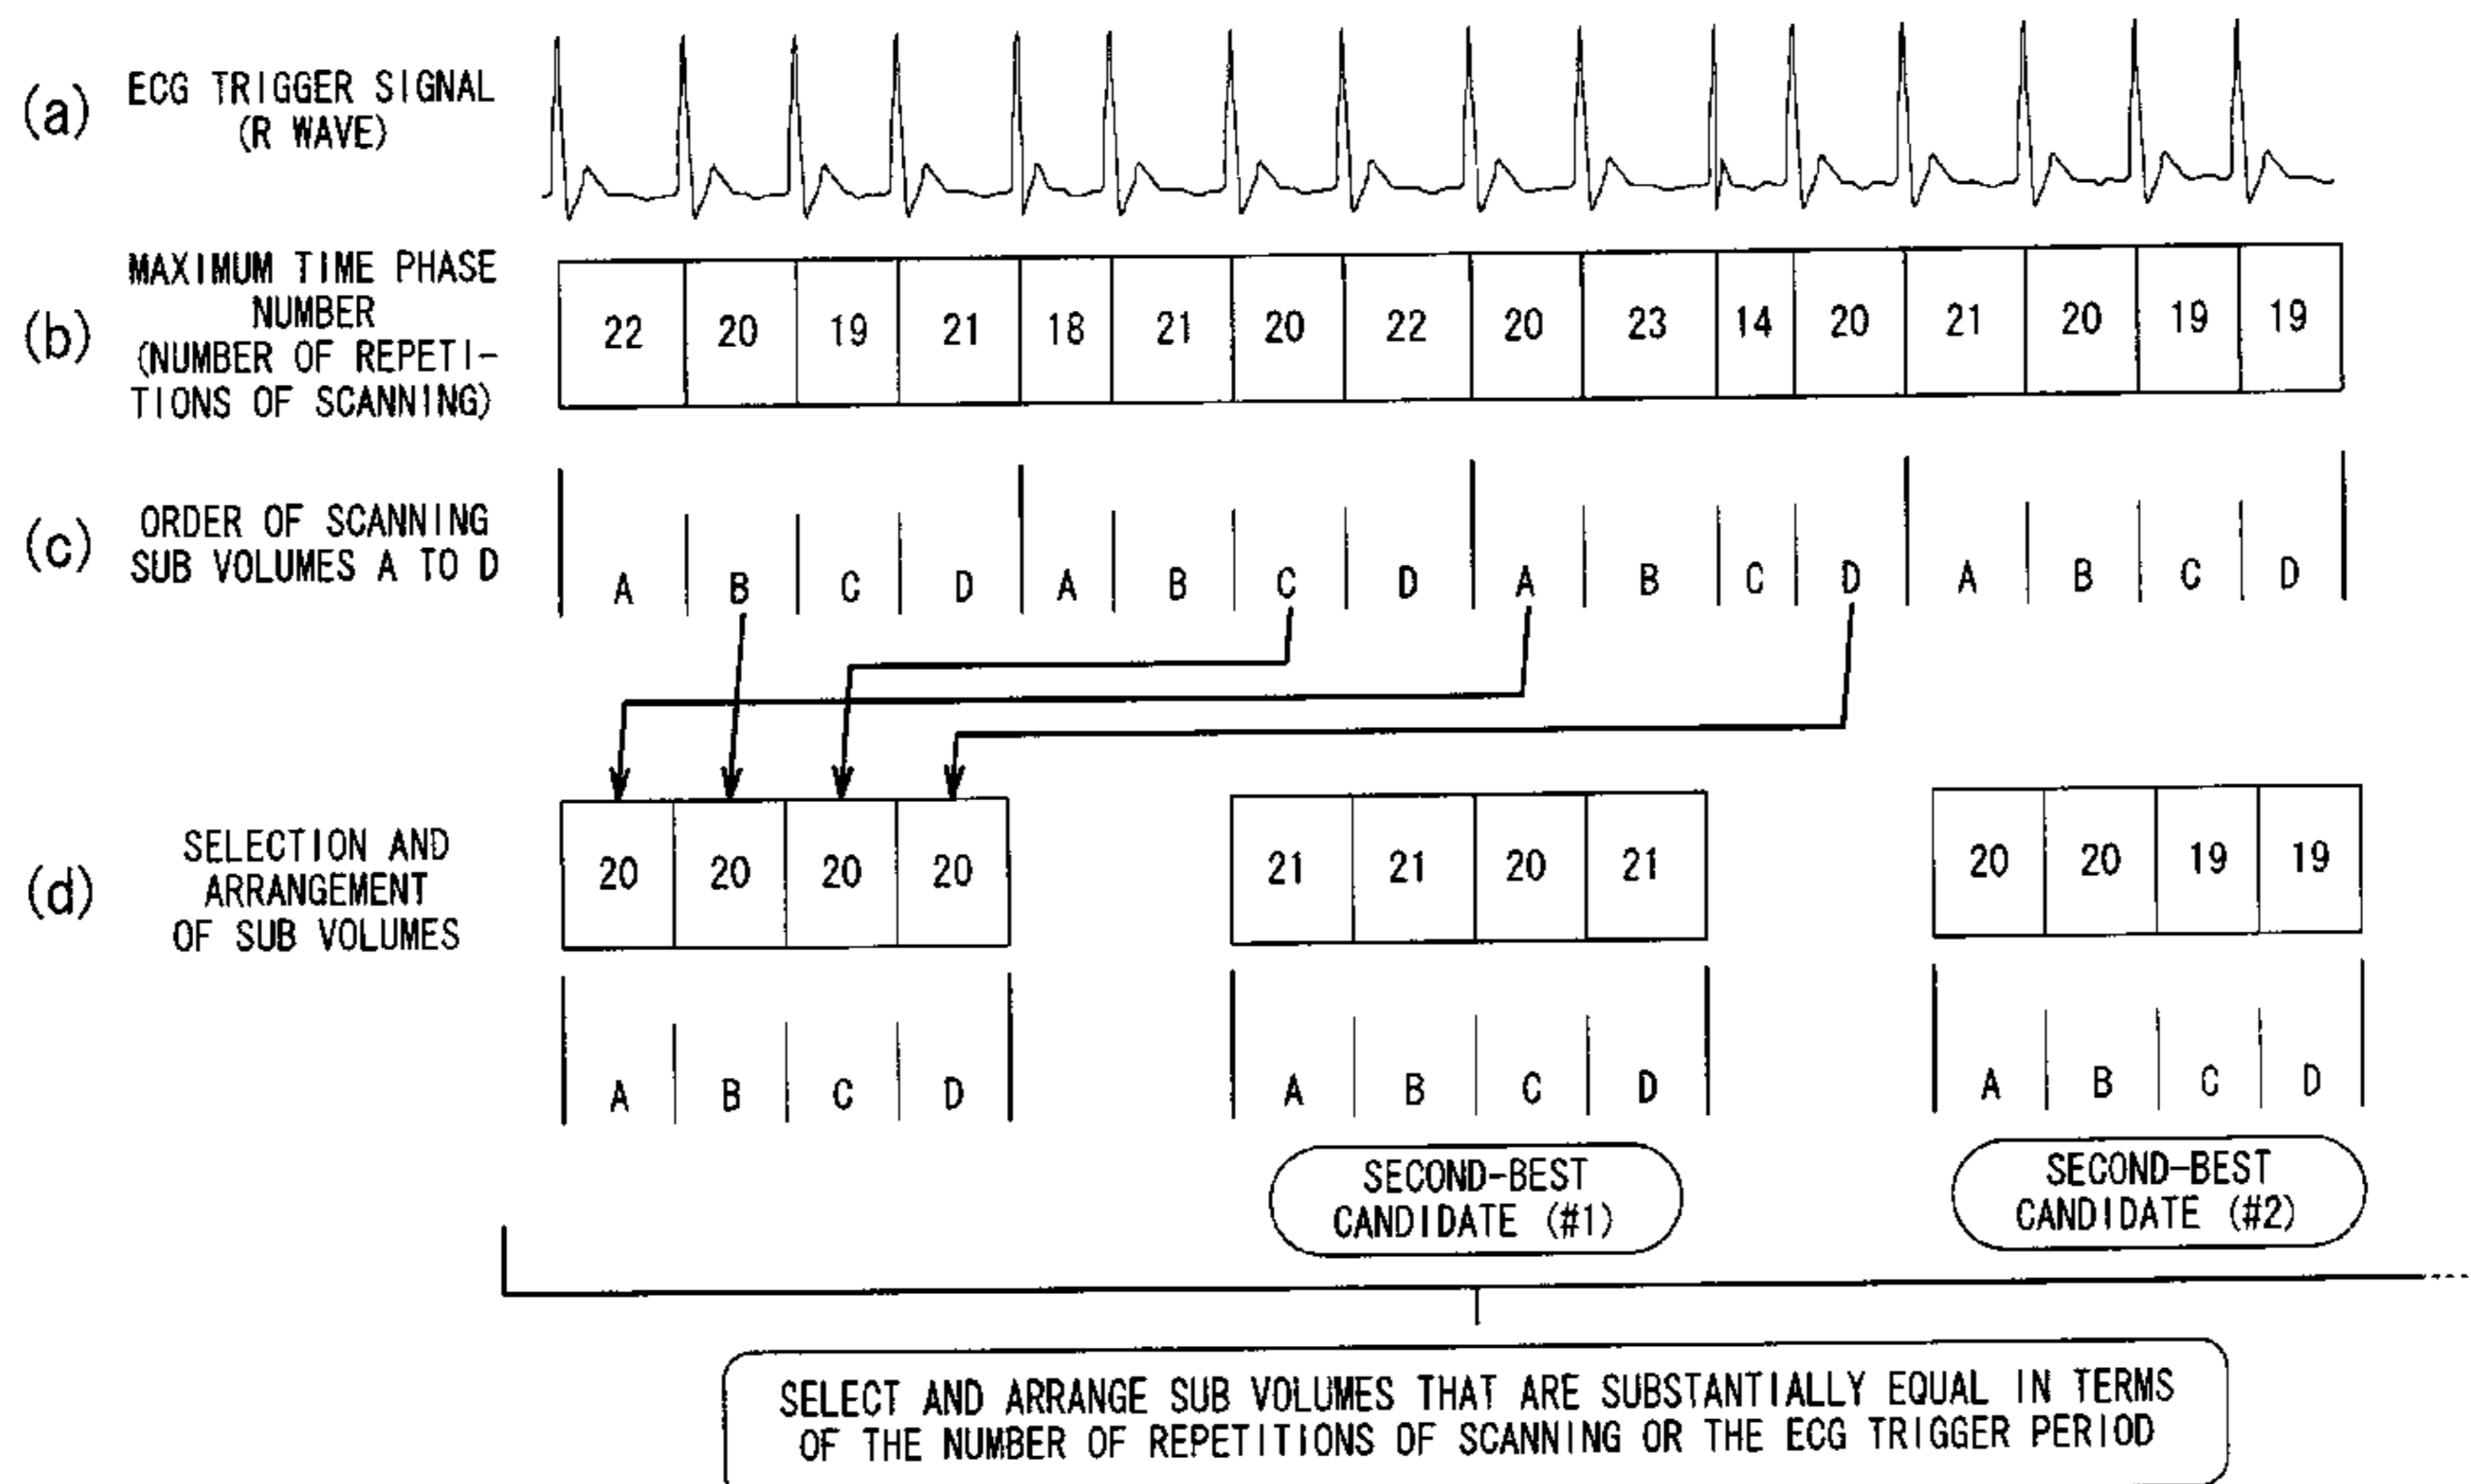 (a) ECG TRIGGER SIGNAL
(R WAVE)
(b) MAXIMUM TIME PHASE
NUMBER
(NUMBER OF REPETI-
TIONS OF SCANNING)
22 20 19 21 18 21 20 22 20 23 14 20 21 20 19 19
(c) ORDER OF SCANNING
SUB VOLUMES A TO D
A B C D A B C D A B C D A B C D
(d) SELECTION AND
ARRANGEMENT
OF SUB VOLUMES
20 20 20 20 21 21 20 21 20 20 19 19
A B C D A B C D A B C D
SECOND-BEST
CANDIDATE (#1)
SECOND-BEST
CANDIDATE (#2)
SELECT AND ARRANGE SUB VOLUMES THAT ARE SUBSTANTIALLY EQUAL IN TERMS
OF THE NUMBER OF REPETITIONS OF SCANNING OR THE ECG TRIGGER PERIOD